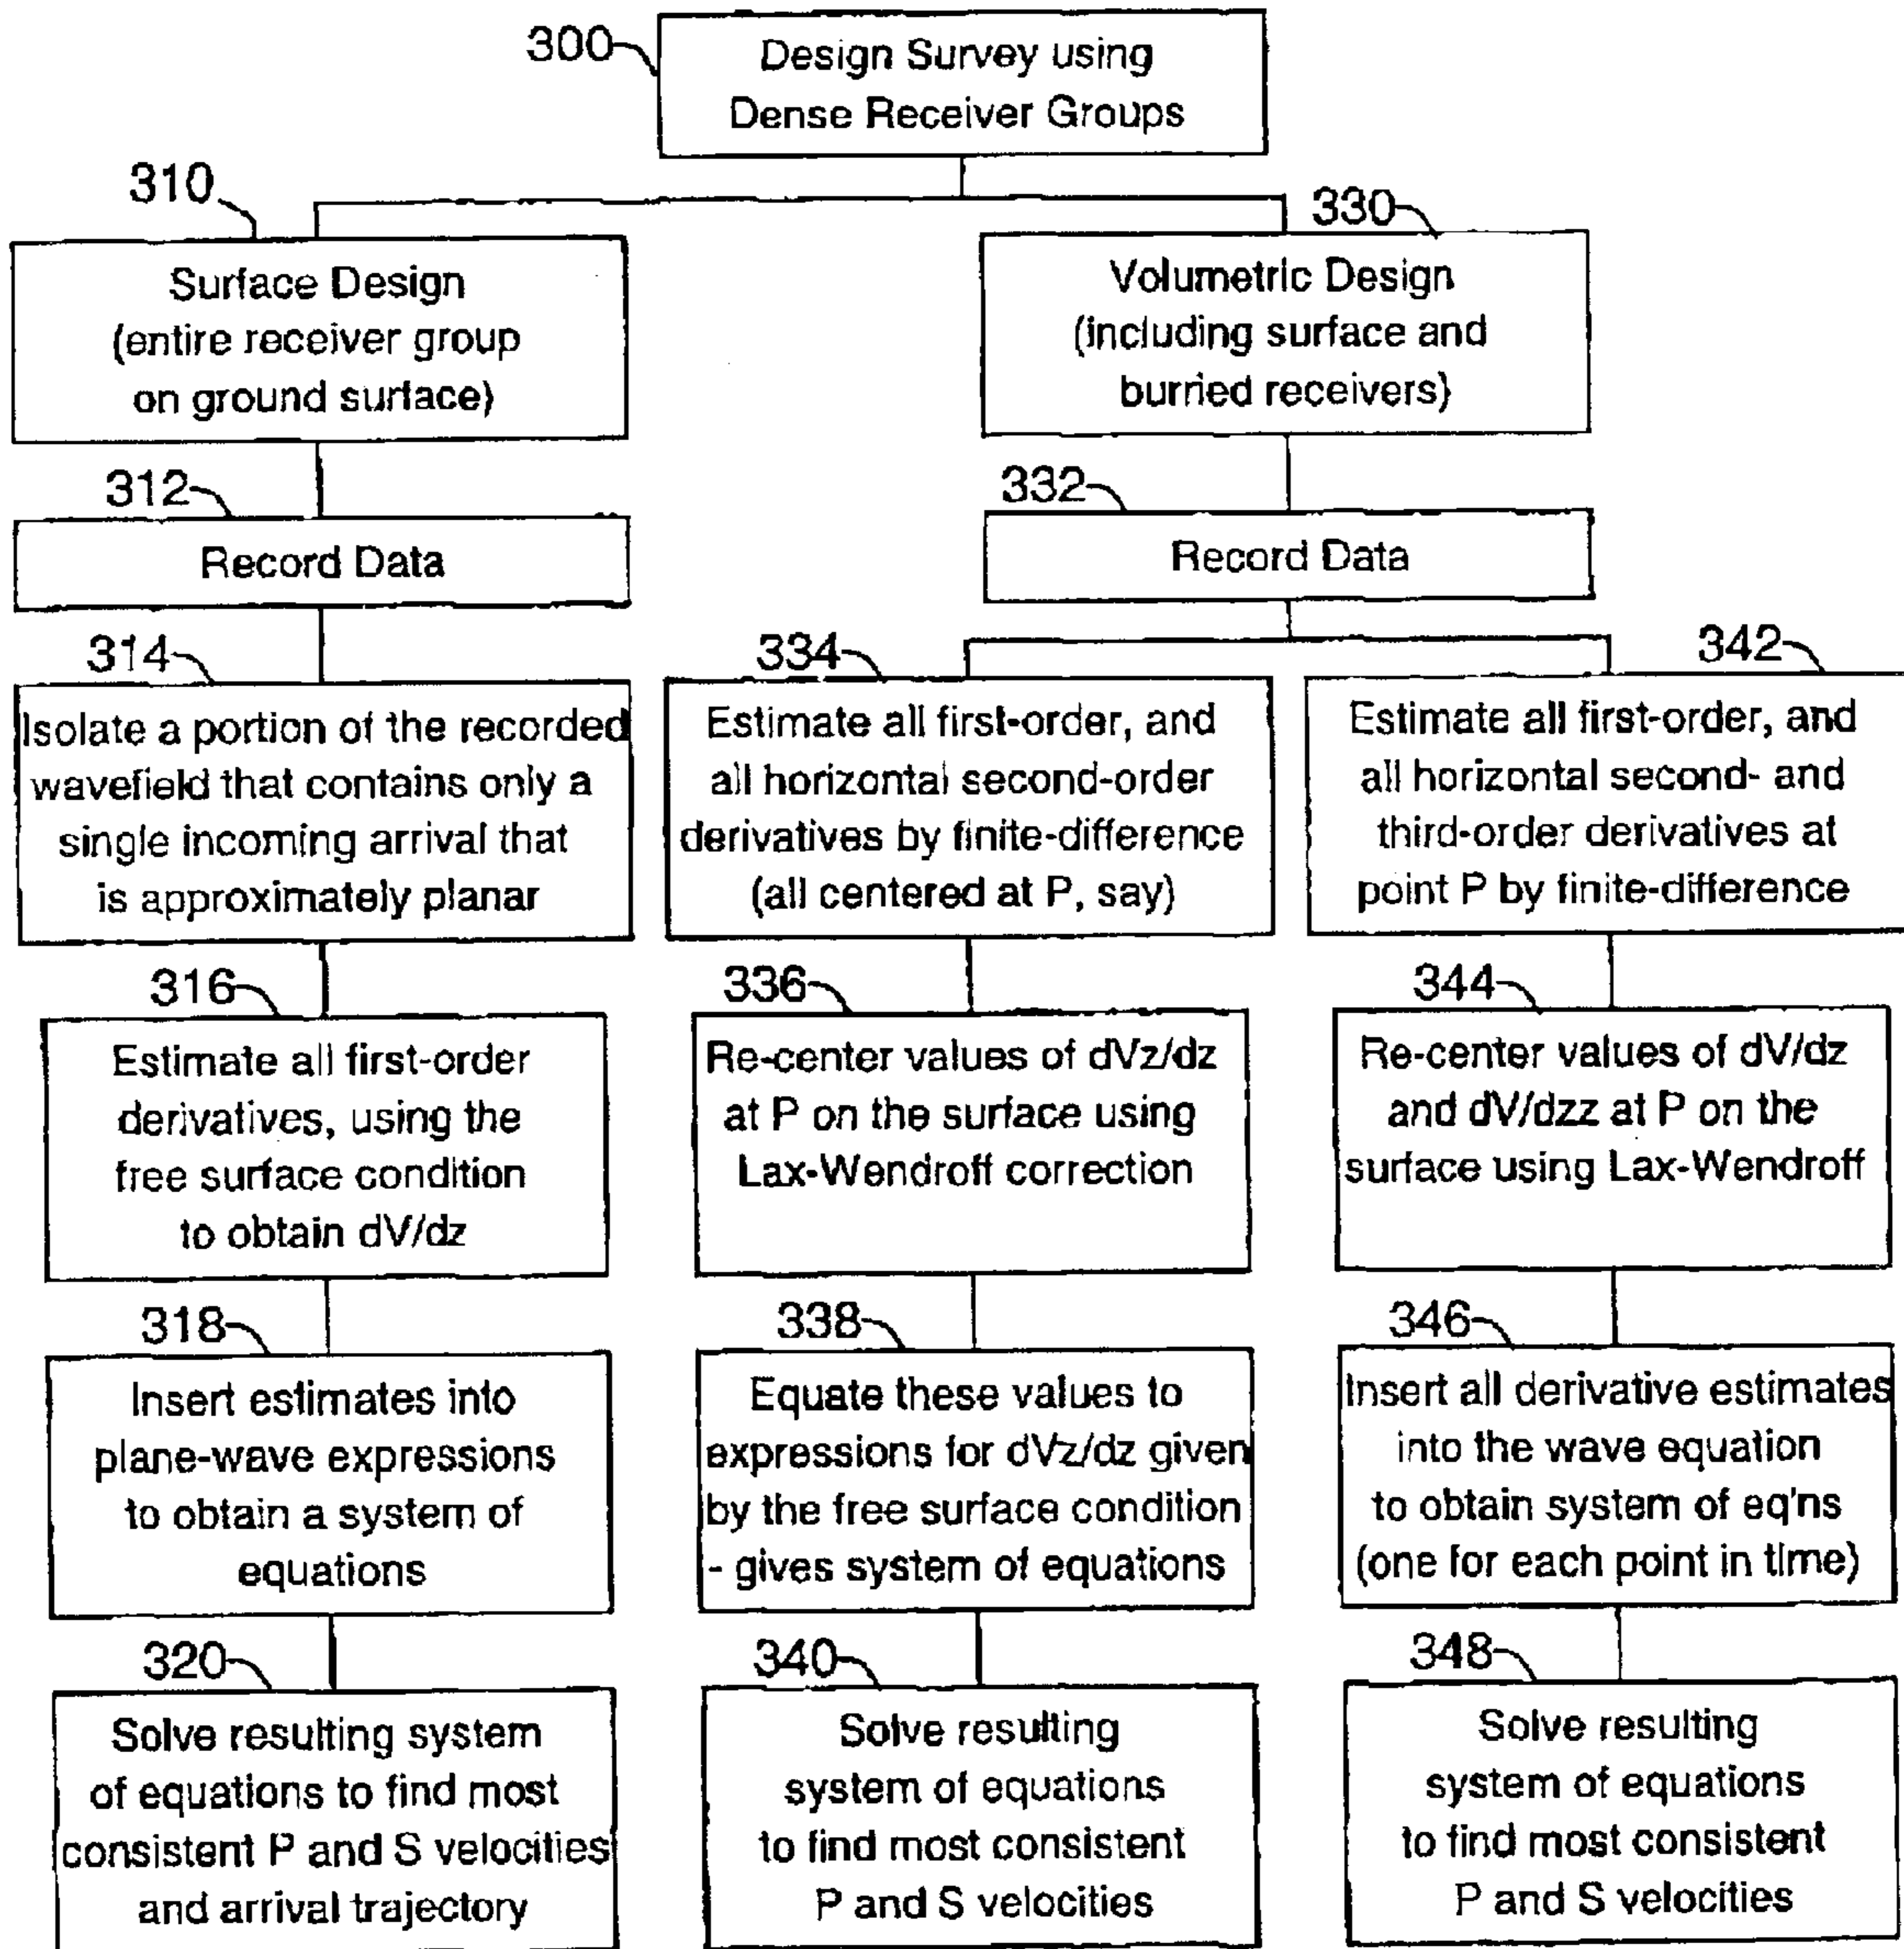 300
Design Survey using
Dense Receiver Groups
310
Surface Design
(entire receiver group
on ground surface)
330
Volumetric Design
(including surface and
burried receivers)
312
Record Data
332
Record Data
314
Isolate a portion of the recorded
wavefield that contains only a
single incoming arrival that
is approximately planar
334
Estimate all first-order, and
all horizontal second-order
derivatives by finite-difference
(all centered at P, say)
342
Estimate all first-order, and
all horizontal second- and
third-order derivatives at
point P by finite-difference
316
Estimate all first-order
derivatives, using the
free surface condition
to obtain dV/dz
336
Re-center values of dVz/dz
at P on the surface using
Lax-Wendroff correction
344
Re-center values of dV/dz
and dV/dzz at P on the
surface using Lax-Wendroff
318
Insert estimates into
plane-wave expressions
to obtain a system of
equations
338
Equate these values to
expressions for dVz/dz given
by the free surface condition
- gives system of equations
346
Insert all derivative estimates
into the wave equation
to obtain system of eq'ns
(one for each point in time)
320
Solve resulting system
of equations to find most
consistent P and S velocities
and arrival trajectory
340
Solve resulting
system of equations
to find most consistent
P and S velocities
348
Solve resulting
system of equations
to find most consistent
P and S velocities